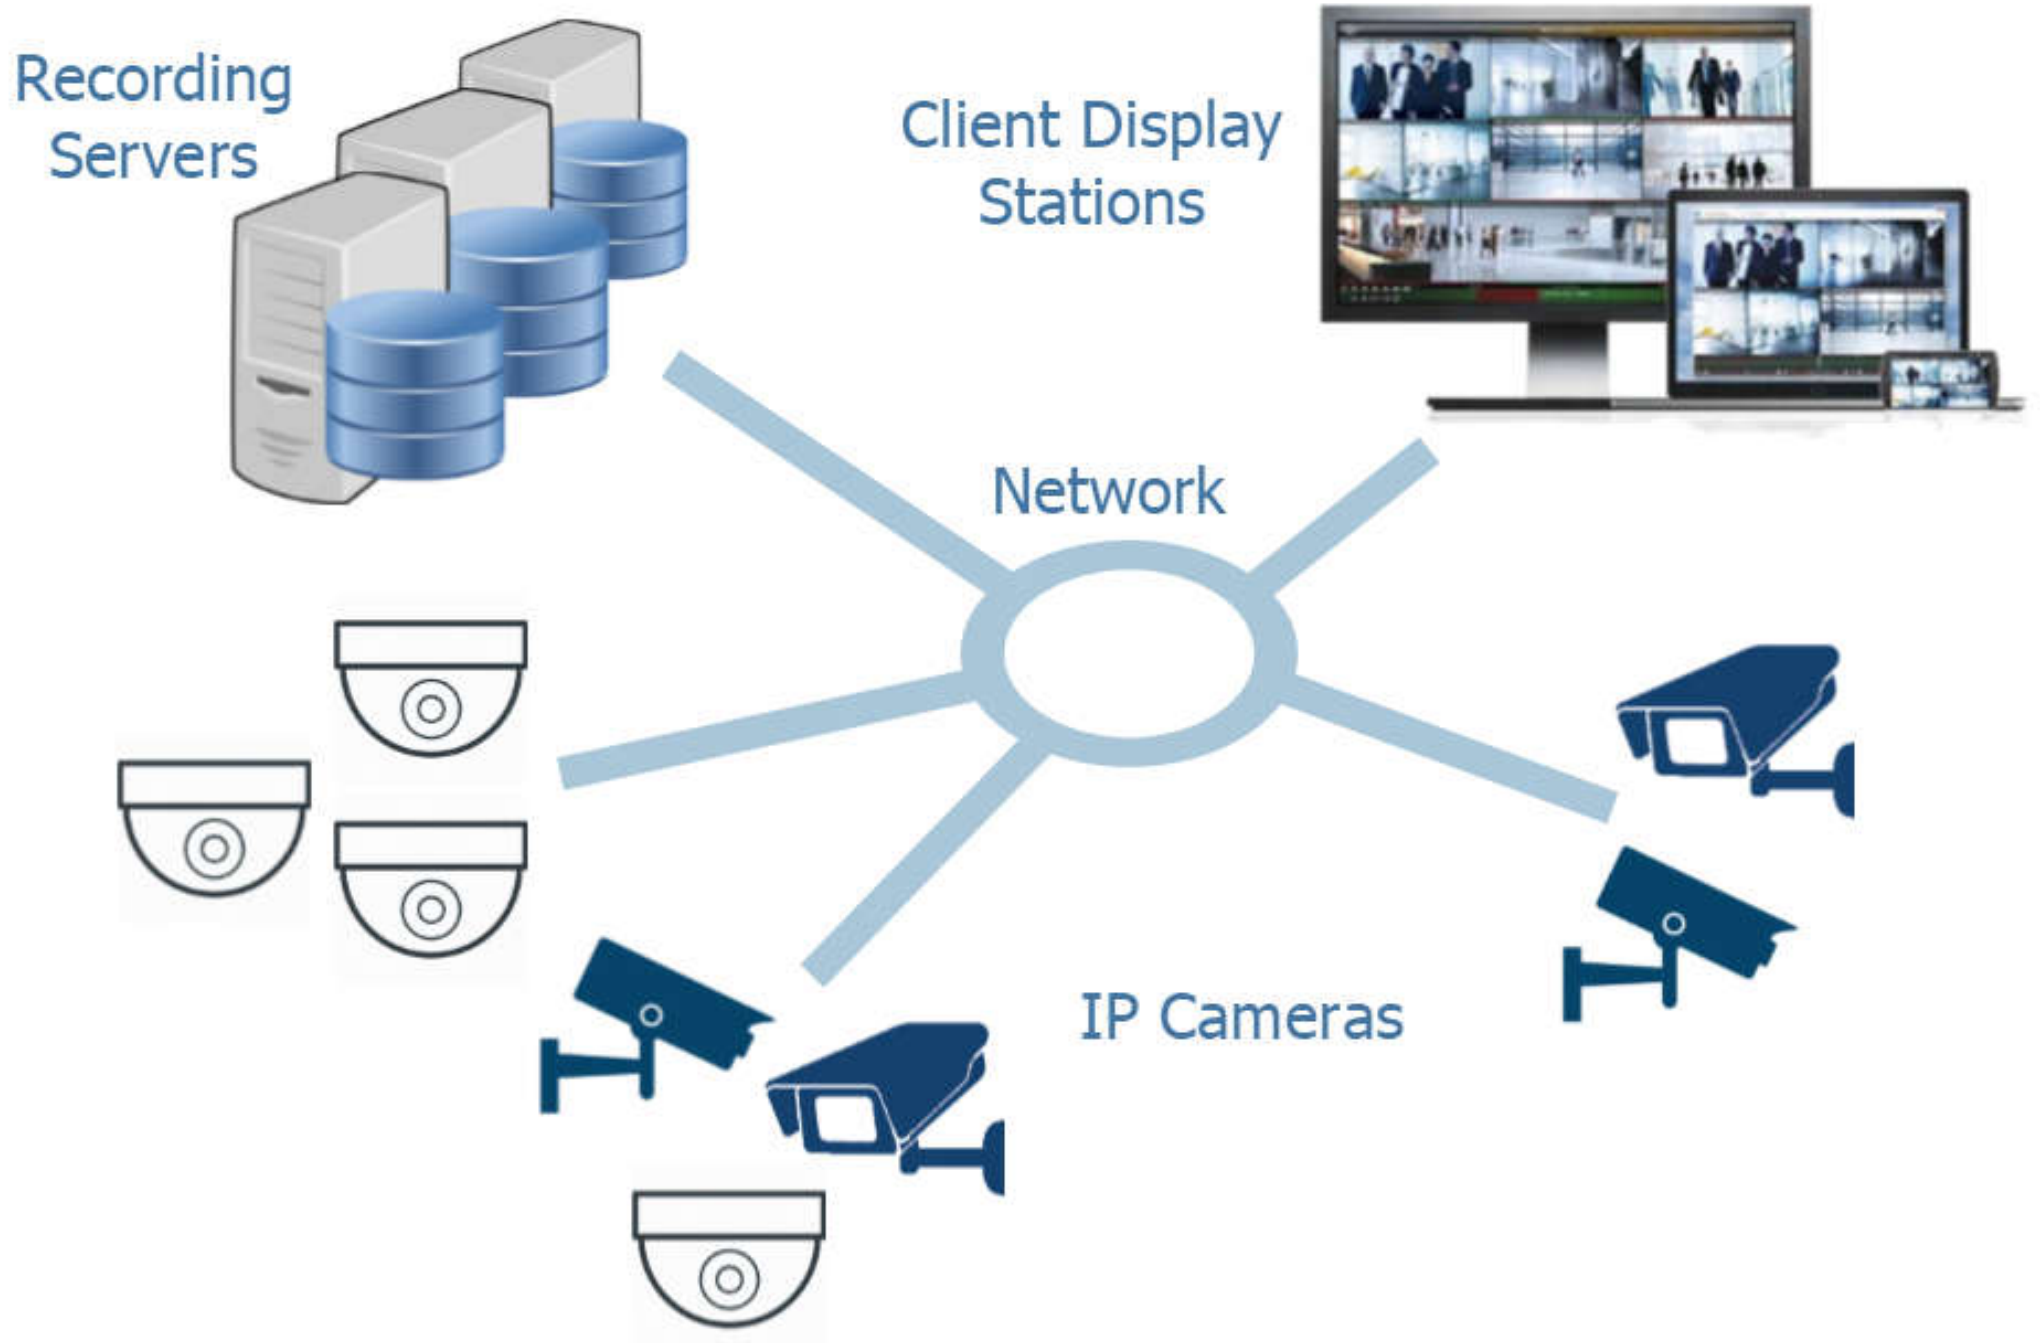 Recording
Servers
Client Display
Stations
Network
IP Cameras